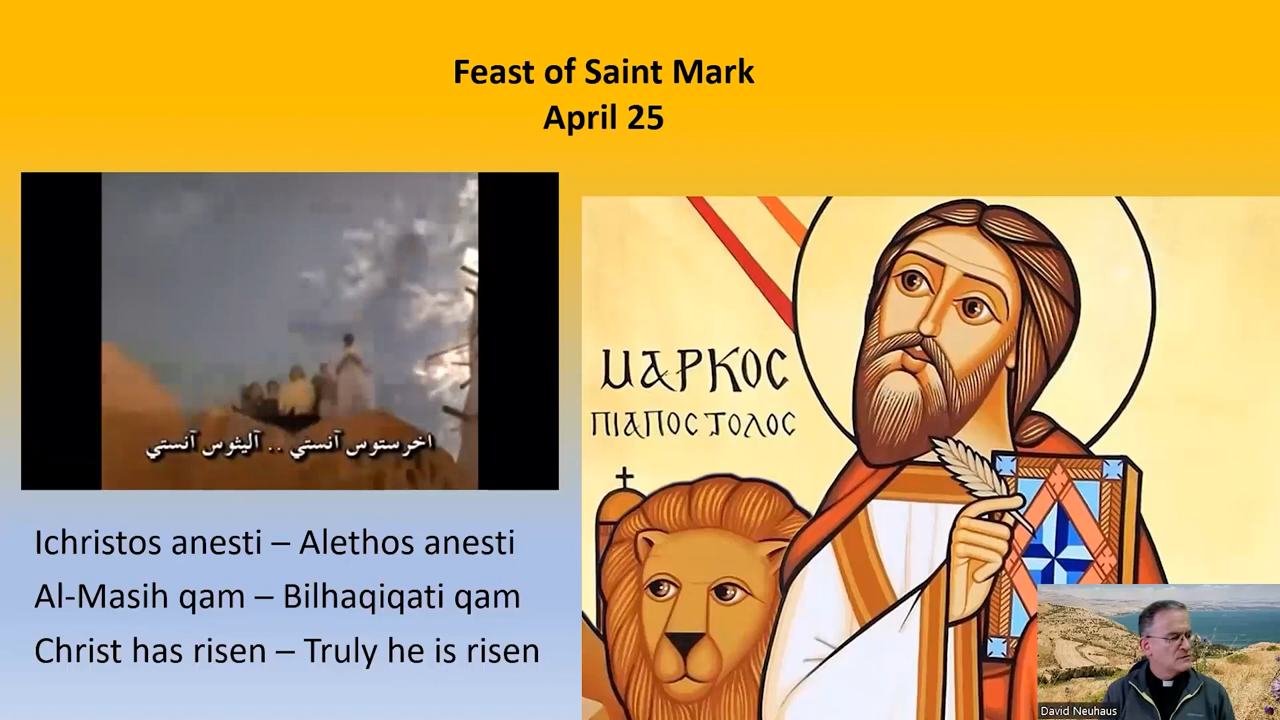 Feast of Saint Mark
April 25
اخرستوس آنستي .. آليثوس آنستي
Ichristos anesti – Alethos anesti
Al-Masih qam – Bilhaqiqati qam
Christ has risen – Truly he is risen
ⲘⲀⲢⲔⲞⲤ
ⲠⲒⲀⲠⲞⲤⲦⲞⲖⲞⲤ
David Neuhaus